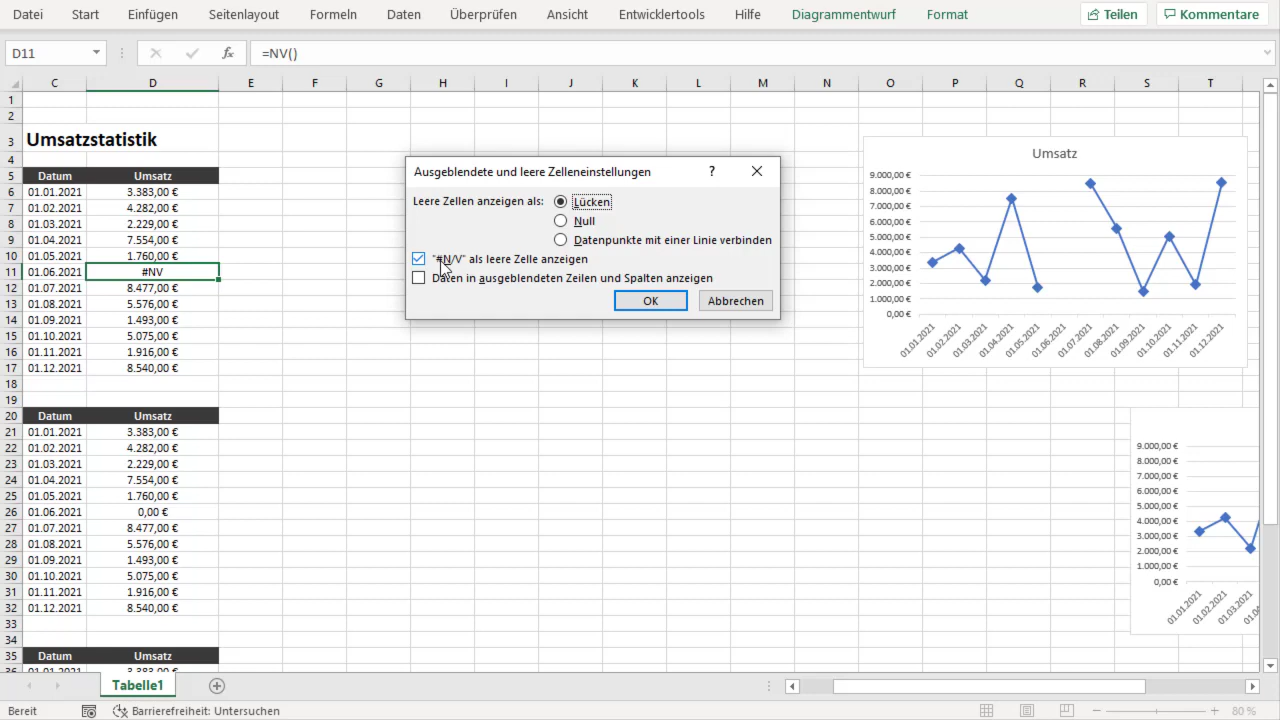 Datei Start Einfügen Seitenlayout Formeln Daten Überprüfen Ansicht Entwicklertools Hilfe Diagrammentwurf Format Teilen Kommentare
D11 fx =NV()
C D E F G H I J K L M N O P Q R S T
1
2
3 Umsatzstatistik
4
5 Datum Umsatz
6 01.01.2021 3.383,00 €
7 01.02.2021 4.282,00 €
8 01.03.2021 2.229,00 €
9 01.04.2021 7.554,00 €
10 01.05.2021 1.760,00 €
11 01.06.2021 #NV
12 01.07.2021 8.477,00 €
13 01.08.2021 5.576,00 €
14 01.09.2021 1.493,00 €
15 01.10.2021 5.075,00 €
16 01.11.2021 1.916,00 €
17 01.12.2021 8.540,00 €
18
19
20 Datum Umsatz
21 01.01.2021 3.383,00 €
22 01.02.2021 4.282,00 €
23 01.03.2021 2.229,00 €
24 01.04.2021 7.554,00 €
25 01.05.2021 1.760,00 €
26 01.06.2021 0,00 €
27 01.07.2021 8.477,00 €
28 01.08.2021 5.576,00 €
29 01.09.2021 1.493,00 €
30 01.10.2021 5.075,00 €
31 01.11.2021 1.916,00 €
32 01.12.2021 8.540,00 €
33
34
35 Datum Umsatz
36 01.01.2021 3.383,00 €
Ausgeblendete und leere Zelleneinstellungen ?
Leere Zellen anzeigen als: Lücken
Null
Datenpunkte mit einer Linie verbinden
"#N/V" als leere Zelle anzeigen
Daten in ausgeblendeten Zeilen und Spalten anzeigen
OK Abbrechen
Umsatz
9.000,00 €
8.000,00 €
7.000,00 €
6.000,00 €
5.000,00 €
4.000,00 €
3.000,00 €
2.000,00 €
1.000,00 €
0,00 €
01.01.2021 01.02.2021 01.03.2021 01.04.2021 01.05.2021 01.06.2021 01.07.2021 01.08.2021 01.09.2021 01.10.2021 01.11.2021 01.12.2021
9.000,00 €
8.000,00 €
7.000,00 €
6.000,00 €
5.000,00 €
4.000,00 €
3.000,00 €
2.000,00 €
1.000,00 €
0,00 €
01.01.2021 01.02.2021 01.03.2021
Tabelle1
Bereit Barrierefreiheit: Untersuchen 80 %